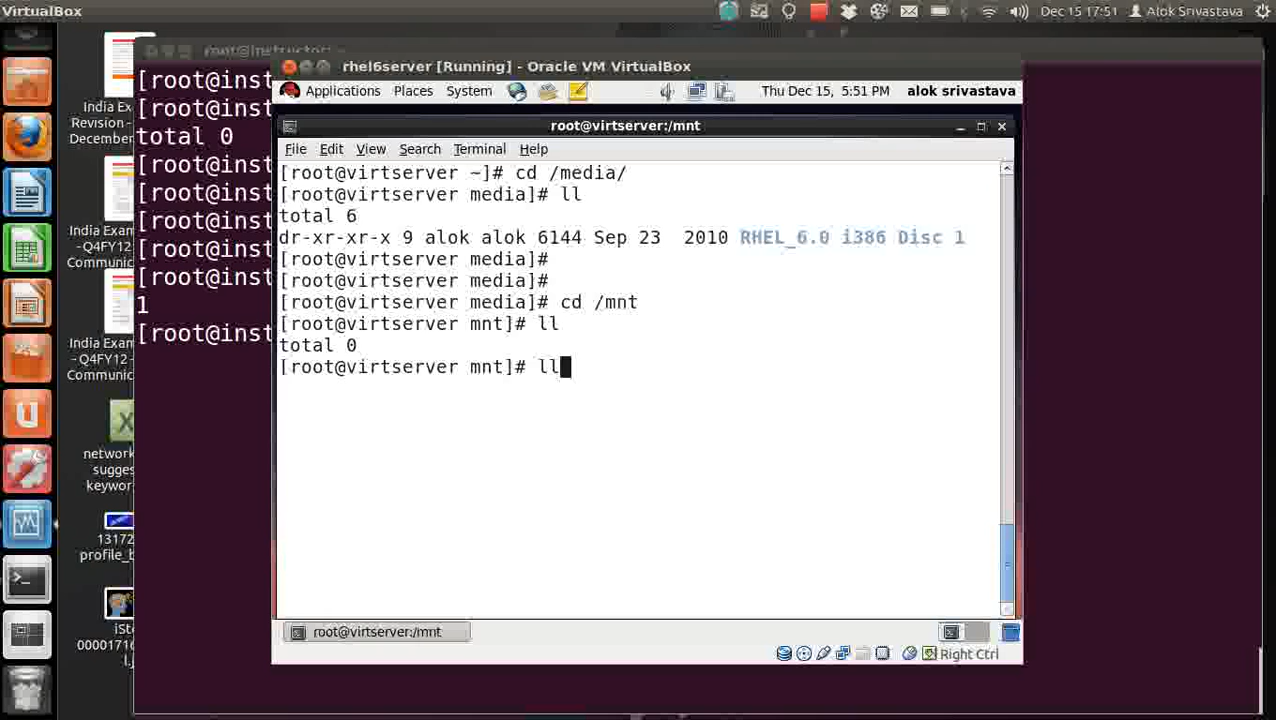 VirtualBox
Dec 15 17:51
Alok Srivastava
India Exa
Revision -
December
India Exa
-Q4FY12
Communic
India Exa
- Q4FY12
Communic
networ
sugges
keywor
13172
profile_b
iSto
00001716
[root@inst
[root@inst
total 0
[root@inst
[root@inst
[root@inst
[root@inst
[root@inst
1
[root@inst
rhel6server [Running] - Oracle VM VirtualBox
Applications Places System
Thu Dec 15, 5:51 PM alok srivastava
root@virtserver:/mnt
File Edit View Search Terminal Help
[root@virtserver ~]# cd /media/
[root@virtserver media]# ll
total 6
dr-xr-xr-x 9 alok alok 6144 Sep 23 2010 RHEL_6.0 i386 Disc 1
[root@virtserver media]#
[root@virtserver media]#
[root@virtserver media]# cd /mnt
[root@virtserver mnt]# ll
total 0
[root@virtserver mnt]# ll
root@virtserver:/mnt
Right Ctrl